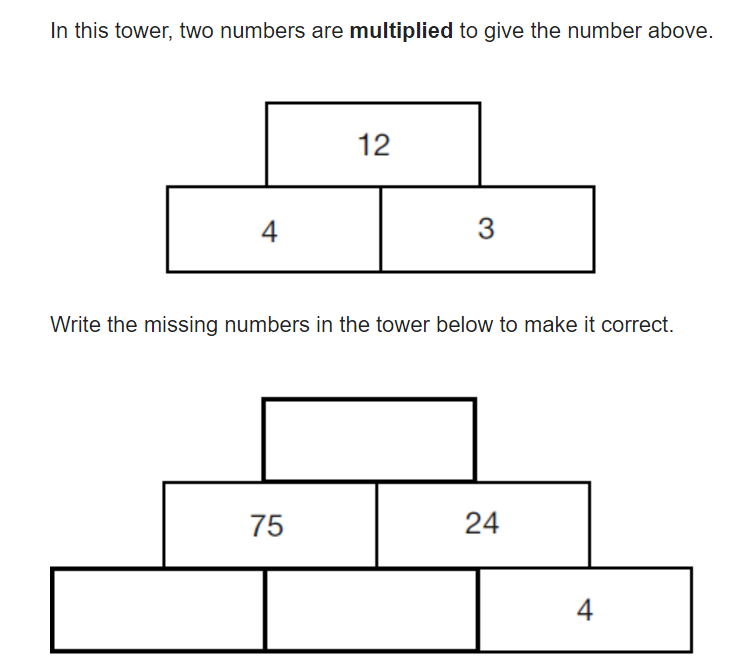 In this tower, two numbers are multiplied to give the number above.
12
4 3
Write the missing numbers in the tower below to make it correct.
75 24
4